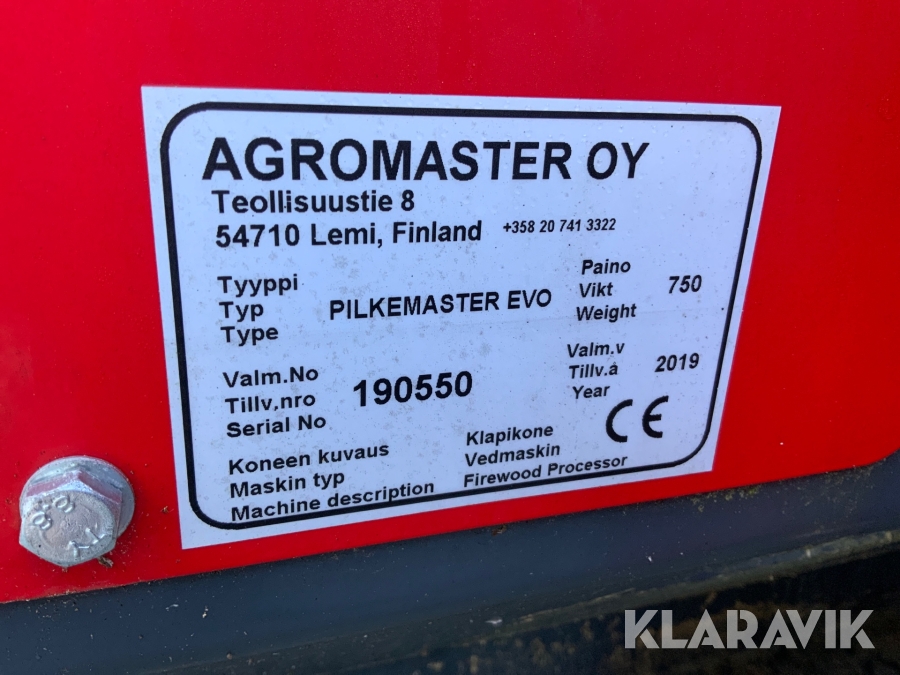 AGROMASTER OY
Teollisuustie 8
54710 Lemi, Finland +358 20 741 3322
Tyyppi
Typ
Type
PILKEMASTER EVO
Paino
Vikt
Weight
750
Valm.No
Tillv.nro
Serial No
190550
Valm.v
Tillv.å
Year
2019
CE
Koneen kuvaus
Maskin typ
Machine description
Klapikone
Vedmaskin
Firewood Processor
8.8
KLARAVIK